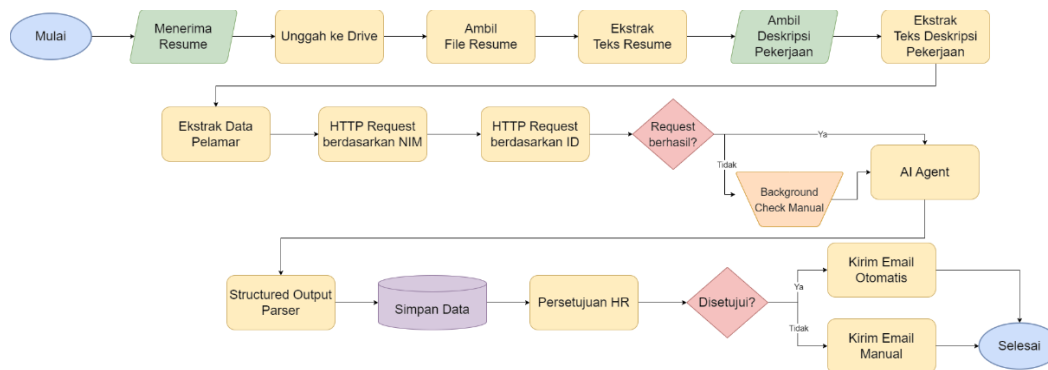 Mulai
Menerima
Resume
Unggah ke Drive
Ambil
File Resume
Ekstrak
Teks Resume
Ambil
Deskripsi
Pekerjaan
Ekstrak
Teks Deskripsi
Pekerjaan
Ekstrak Data
Pelamar
HTTP Request
berdasarkan NIM
HTTP Request
berdasarkan ID
Request
berhasil?
Ya
Tidak
Background
Check Manual
AI Agent
Structured Output
Parser
Simpan Data
Persetujuan HR
Disetujui?
Ya
Tidak
Kirim Email
Otomatis
Kirim Email
Manual
Selesai